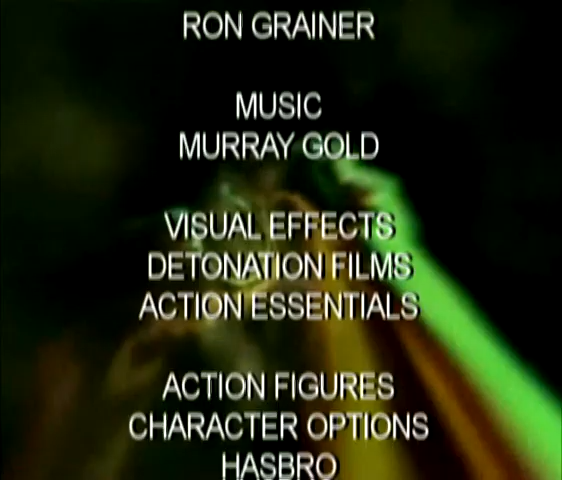 RON GRAINER
MUSIC
MURRAY GOLD
VISUAL EFFECTS
DETONATION FILMS
ACTION ESSENTIALS
ACTION FIGURES
CHARACTER OPTIONS
HASBRO